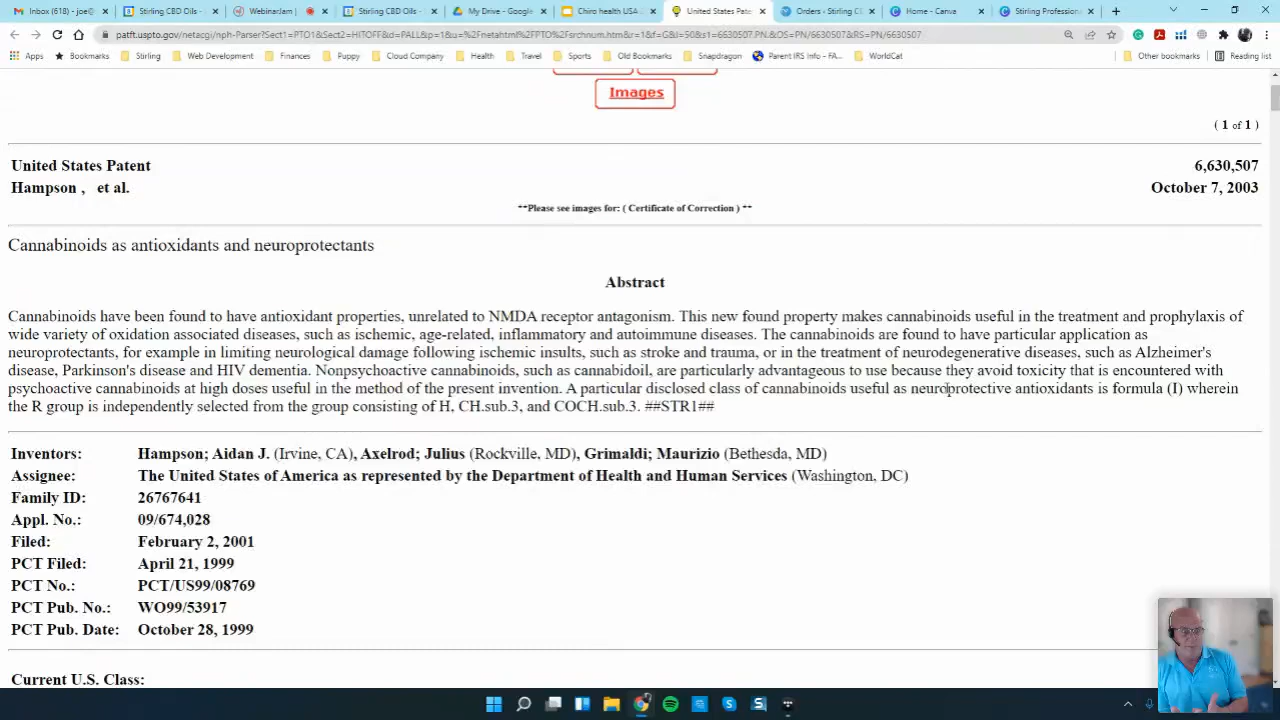 Inbox (618) - joe@
Stirling CBD Oils -
WebinarJam |
Stirling CBD Oils -
My Drive - Google
Chiro health USA
United States Pate
Orders · Stirling CB
Home - Canva
Stirling Profession
patft.uspto.gov/netacgi/nph-Parser?Sect1=PTO1&Sect2=HITOFF&d=PALL&p=1&u=%2Fnetahtml%2FPTO%2Fsrchnum.htm&r=1&f=G&l=50&s1=6630507.PN.&OS=PN/6630507&RS=PN/6630507
Apps Bookmarks Stirling Web Development Finances Puppy Cloud Company Health Travel Sports Outdoor Books Snapdragon Parent IRS Info - FA... WorldCat Other bookmarks Reading list
Images
( 1 of 1 )
United States Patent 6,630,507
Hampson , et al. October 7, 2003
**Please see images for: ( Certificate of Correction ) **
Cannabinoids as antioxidants and neuroprotectants
Abstract
Cannabinoids have been found to have antioxidant properties, unrelated to NMDA receptor antagonism. This new found property makes cannabinoids useful in the treatment and prophylaxis of
wide variety of oxidation associated diseases, such as ischemic, age-related, inflammatory and autoimmune diseases. The cannabinoids are found to have particular application as
neuroprotectants, for example in limiting neurological damage following ischemic insults, such as stroke and trauma, or in the treatment of neurodegenerative diseases, such as Alzheimer's
disease, Parkinson's disease and HIV dementia. Nonpsychoactive cannabinoids, such as cannabidoil, are particularly advantageous to use because they avoid toxicity that is encountered with
psychoactive cannabinoids at high doses useful in the method of the present invention. A particular disclosed class of cannabinoids useful as neuroprotective antioxidants is formula (I) wherein
the R group is independently selected from the group consisting of H, CH.sub.3, and COCH.sub.3. ##STR1##
Inventors: Hampson; Aidan J. (Irvine, CA), Axelrod; Julius (Rockville, MD), Grimaldi; Maurizio (Bethesda, MD)
Assignee: The United States of America as represented by the Department of Health and Human Services (Washington, DC)
Family ID: 26767641
Appl. No.: 09/674,028
Filed: February 2, 2001
PCT Filed: April 21, 1999
PCT No.: PCT/US99/08769
PCT Pub. No.: WO99/53917
PCT Pub. Date: October 28, 1999
Current U.S. Class: